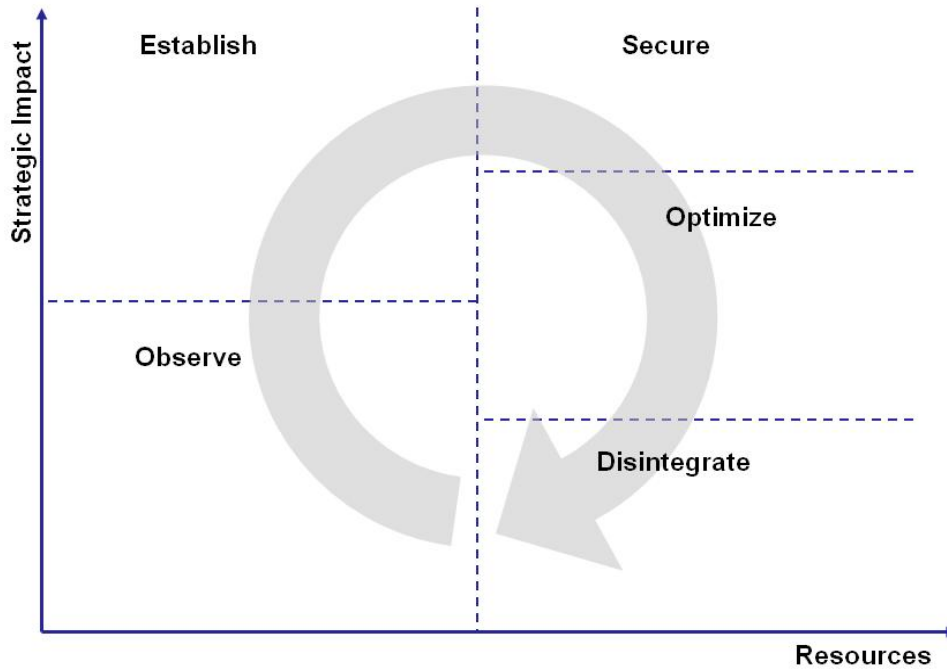 Establish
Secure
Strategic Impact
Optimize
Observe
Disintegrate
Resources